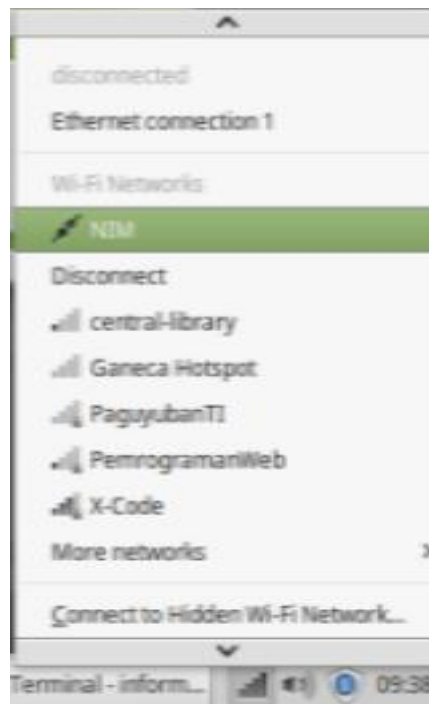 disconnected
Ethernet connection 1
Wi-Fi Networks
NIM
Disconnect
central-library
Ganeca Hotspot
PaguyubanTI
PemrogramanWeb
X-Code
More networks
Connect to Hidden Wi-Fi Network...
Terminal - inform...
09:38